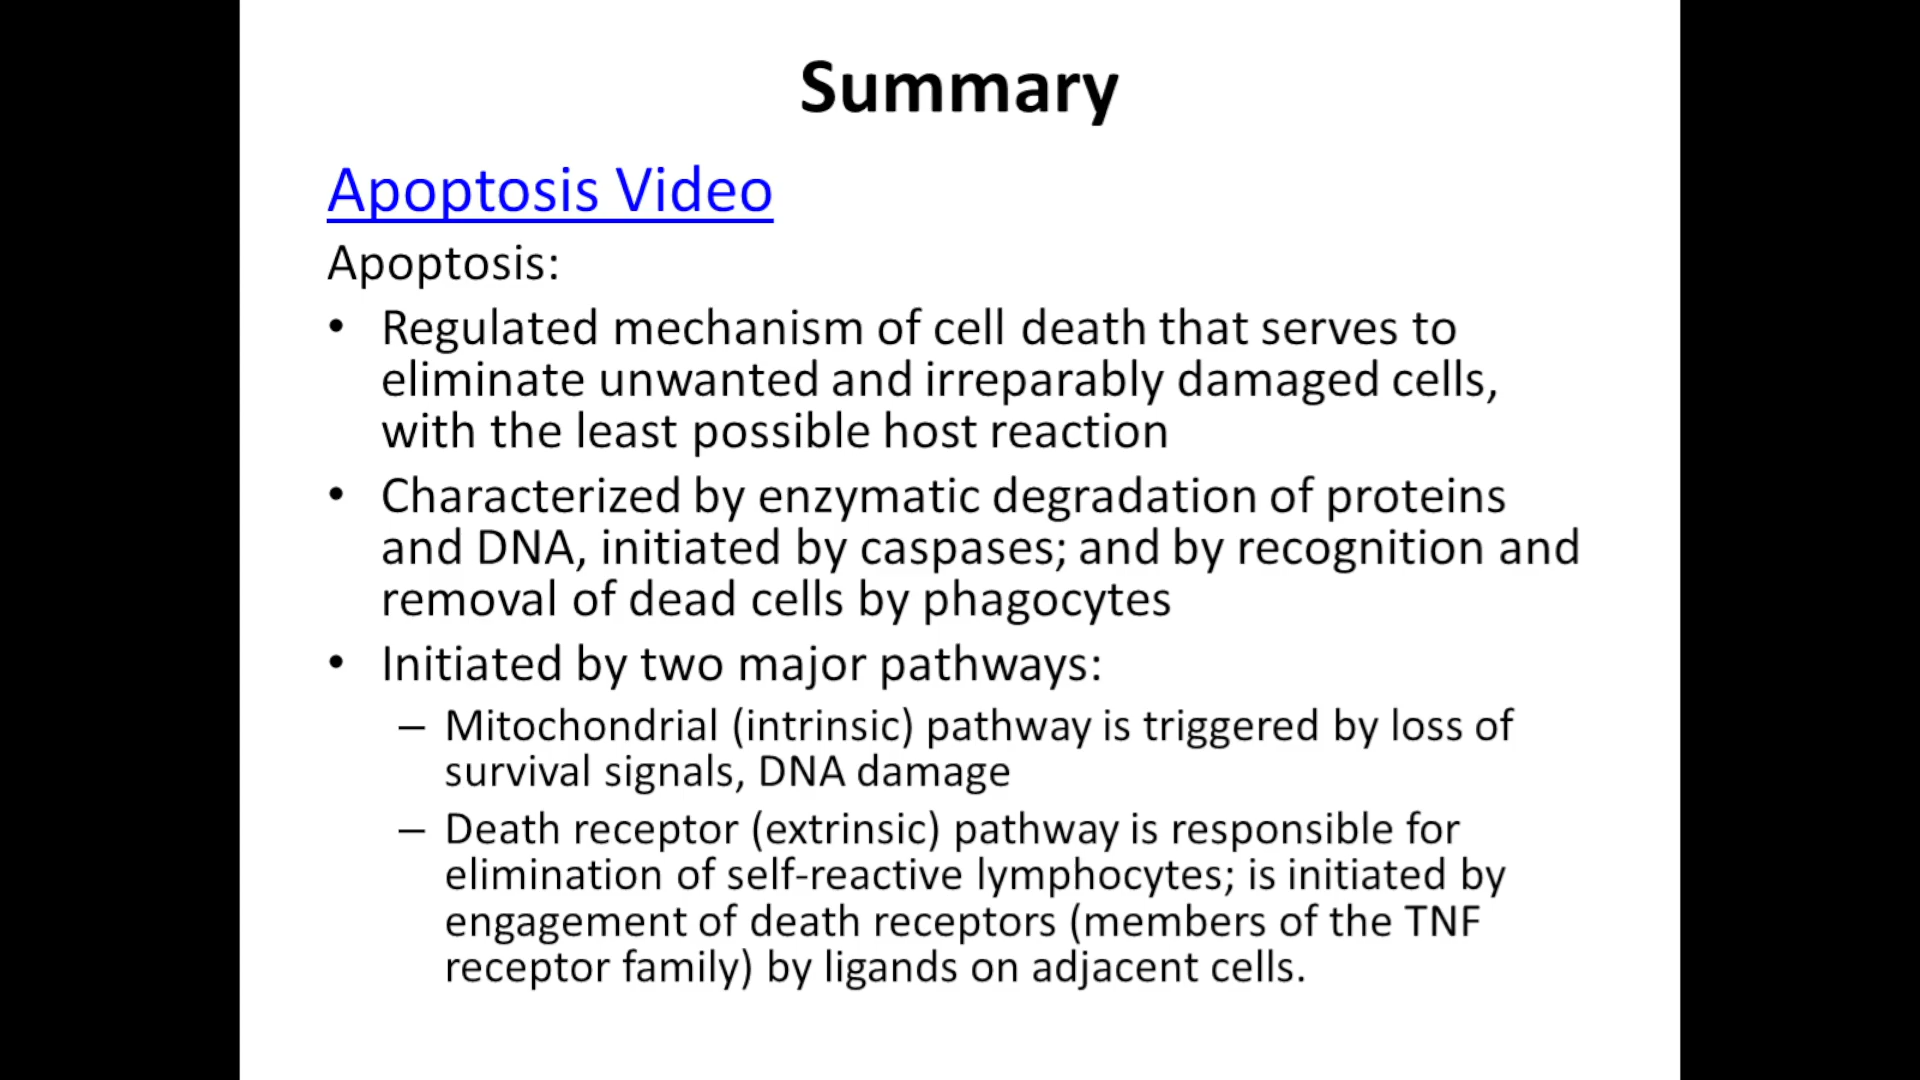 Summary
Apoptosis Video
Apoptosis:
• Regulated mechanism of cell death that serves to
eliminate unwanted and irreparably damaged cells,
with the least possible host reaction
• Characterized by enzymatic degradation of proteins
and DNA, initiated by caspases; and by recognition and
removal of dead cells by phagocytes
• Initiated by two major pathways:
– Mitochondrial (intrinsic) pathway is triggered by loss of
survival signals, DNA damage
– Death receptor (extrinsic) pathway is responsible for
elimination of self-reactive lymphocytes; is initiated by
engagement of death receptors (members of the TNF
receptor family) by ligands on adjacent cells.